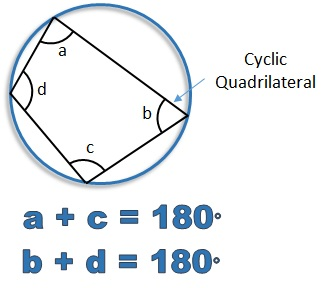 a
d
Cyclic
Quadrilateral
b
c
a + c = 180°
b + d = 180°